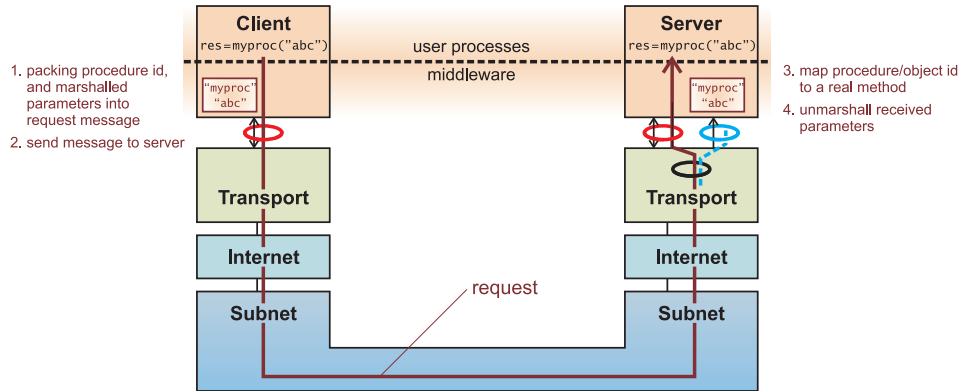 Client
res=myproc("abc")
user processes
middleware
Server
res=myproc("abc")
1. packing procedure id,
and marshalled
parameters into
request message
2. send message to server
"myproc"
"abc"
"myproc"
"abc"
3. map procedure/object id
to a real method
4. unmarshall received
parameters
Transport
Transport
Internet
Internet
request
Subnet
Subnet